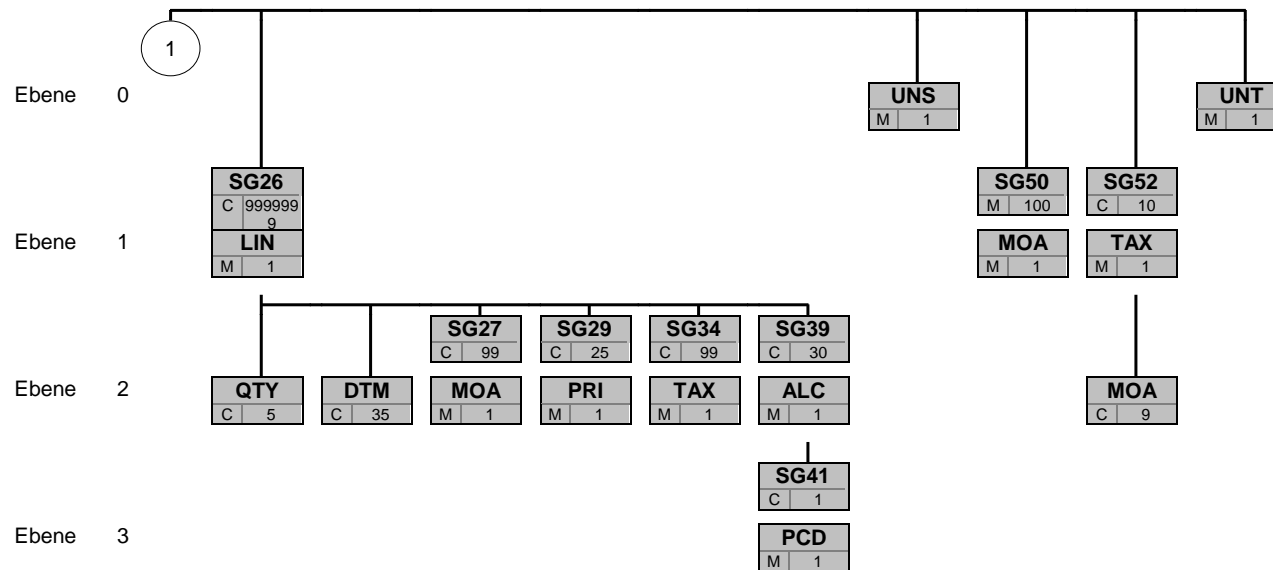 1
Ebene 0
UNS
M 1
UNT
M 1
SG26
C 999999
9
SG50
M 100
SG52
C 10
Ebene 1
LIN
M 1
MOA
M 1
TAX
M 1
SG27
C 99
SG29
C 25
SG34
C 99
SG39
C 30
Ebene 2
QTY
C 5
DTM
C 35
MOA
M 1
PRI
M 1
TAX
M 1
ALC
M 1
MOA
C 9
SG41
C 1
Ebene 3
PCD
M 1